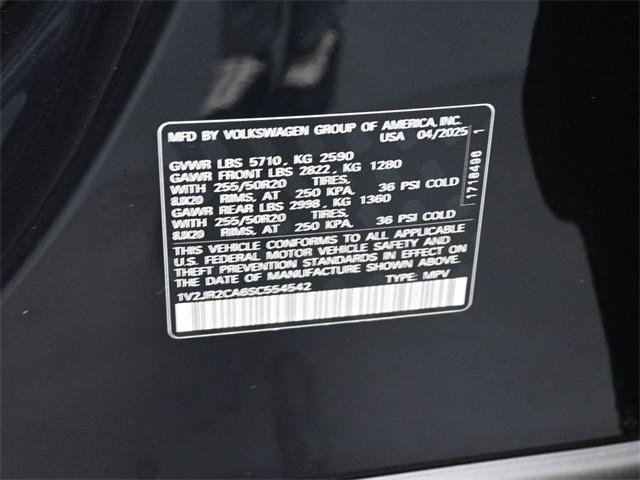 MFD BY VOLKSWAGEN GROUP OF AMERICA, INC.
USA 04/2025
GVWR LBS 5710 , KG 2590
GAWR FRONT LBS 2822 , KG 1280
WITH 255/50R20 TIRES,
8JX20 RIMS, AT 250 KPA. 36 PSI COLD
GAWR REAR LBS 2998 , KG 1360
WITH 255/50R20 TIRES,
8JX20 RIMS, AT 250 KPA. 36 PSI COLD
THIS VEHICLE CONFORMS TO ALL APPLICABLE
U.S. FEDERAL MOTOR VEHICLE SAFETY AND
THEFT PREVENTION STANDARDS IN EFFECT ON
THE DATE OF MANUFACTURE SHOWN ABOVE.
1V2JR2CA6SC554542 TYPE: MPV
1718496 1